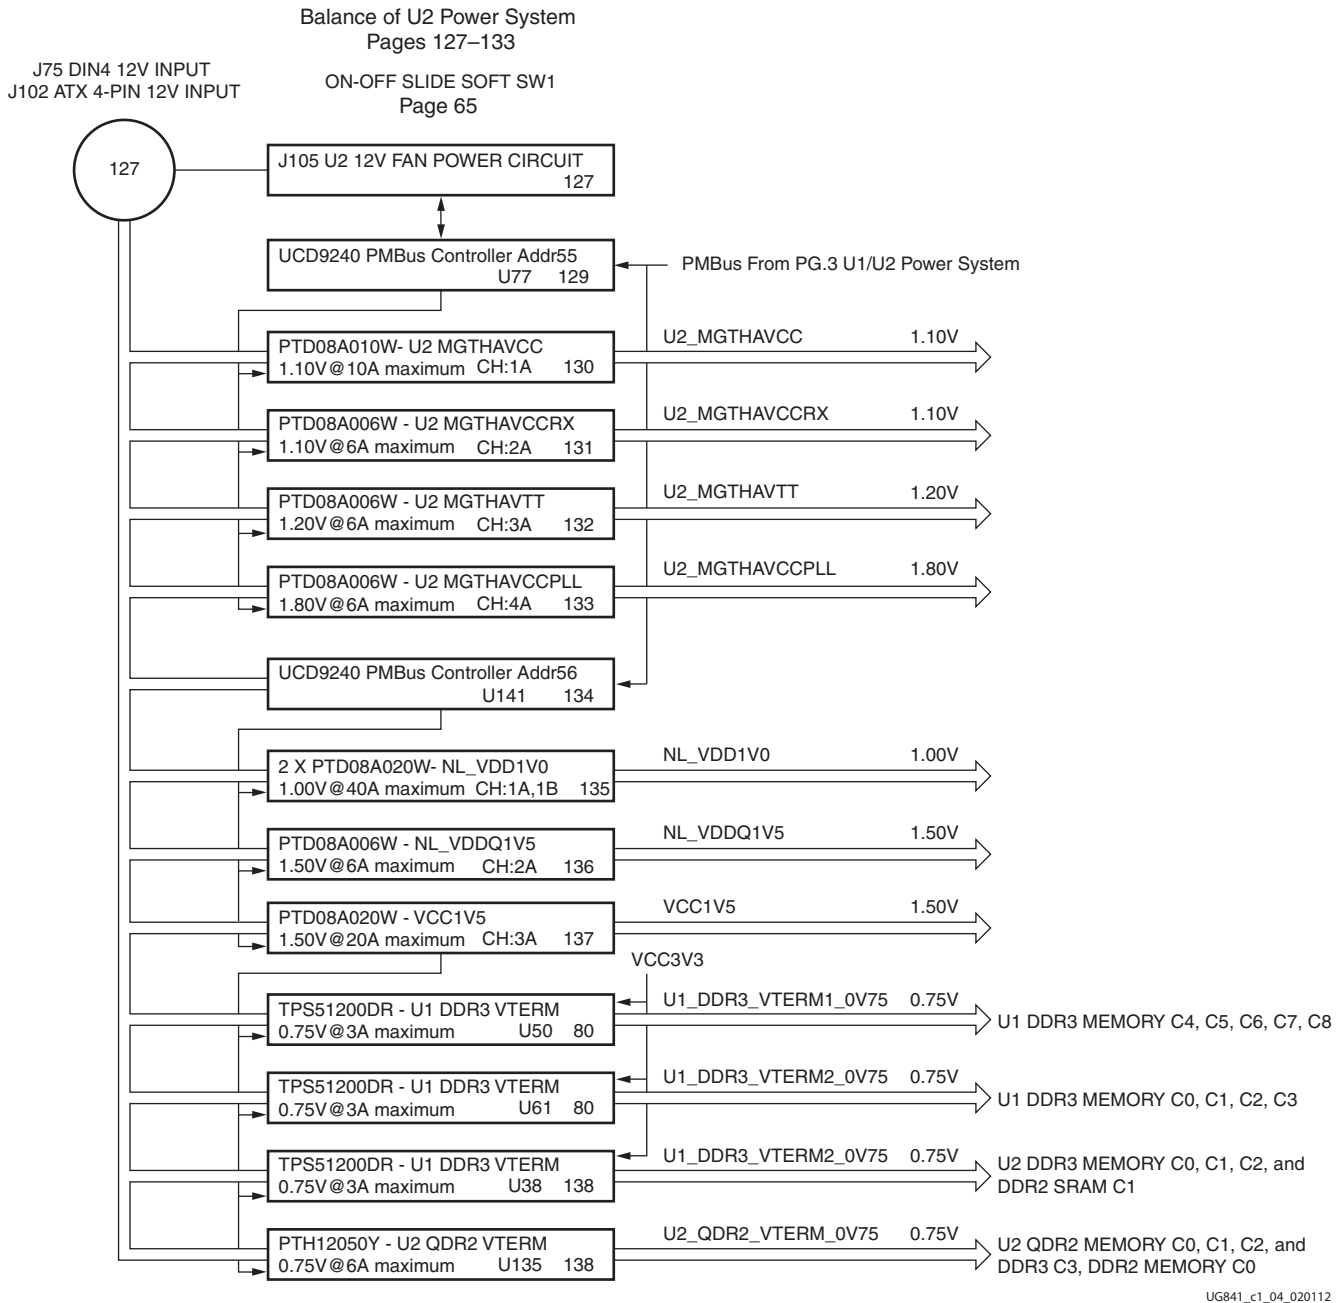 Balance of U2 Power System
Pages 127–133
J75 DIN4 12V INPUT
J102 ATX 4-PIN 12V INPUT
ON-OFF SLIDE SOFT SW1
Page 65
127
J105 U2 12V FAN POWER CIRCUIT
127
UCD9240 PMBus Controller Addr55
U77 129
PMBus From PG.3 U1/U2 Power System
PTD08A010W- U2 MGTHAVCC
1.10V@10A maximum CH:1A 130
U2_MGTHAVCC 1.10V
PTD08A006W - U2 MGTHAVCCRX
1.10V@6A maximum CH:2A 131
U2_MGTHAVCCRX 1.10V
PTD08A006W - U2 MGTHAVTT
1.20V@6A maximum CH:3A 132
U2_MGTHAVTT 1.20V
PTD08A006W - U2 MGTHAVCCPLL
1.80V@6A maximum CH:4A 133
U2_MGTHAVCCPLL 1.80V
UCD9240 PMBus Controller Addr56
U141 134
2 X PTD08A020W- NL_VDD1V0
1.00V@40A maximum CH:1A,1B 135
NL_VDD1V0 1.00V
PTD08A006W - NL_VDDQ1V5
1.50V@6A maximum CH:2A 136
NL_VDDQ1V5 1.50V
PTD08A020W - VCC1V5
1.50V@20A maximum CH:3A 137
VCC1V5 1.50V
VCC3V3
TPS51200DR - U1 DDR3 VTERM
0.75V@3A maximum U50 80
U1_DDR3_VTERM1_0V75 0.75V
U1 DDR3 MEMORY C4, C5, C6, C7, C8
TPS51200DR - U1 DDR3 VTERM
0.75V@3A maximum U61 80
U1_DDR3_VTERM2_0V75 0.75V
U1 DDR3 MEMORY C0, C1, C2, C3
TPS51200DR - U1 DDR3 VTERM
0.75V@3A maximum U38 138
U1_DDR3_VTERM2_0V75 0.75V
U2 DDR3 MEMORY C0, C1, C2, and
DDR2 SRAM C1
PTH12050Y - U2 QDR2 VTERM
0.75V@6A maximum U135 138
U2_QDR2_VTERM_0V75 0.75V
U2 QDR2 MEMORY C0, C1, C2, and
DDR3 C3, DDR2 MEMORY C0
UG841_c1_04_020112